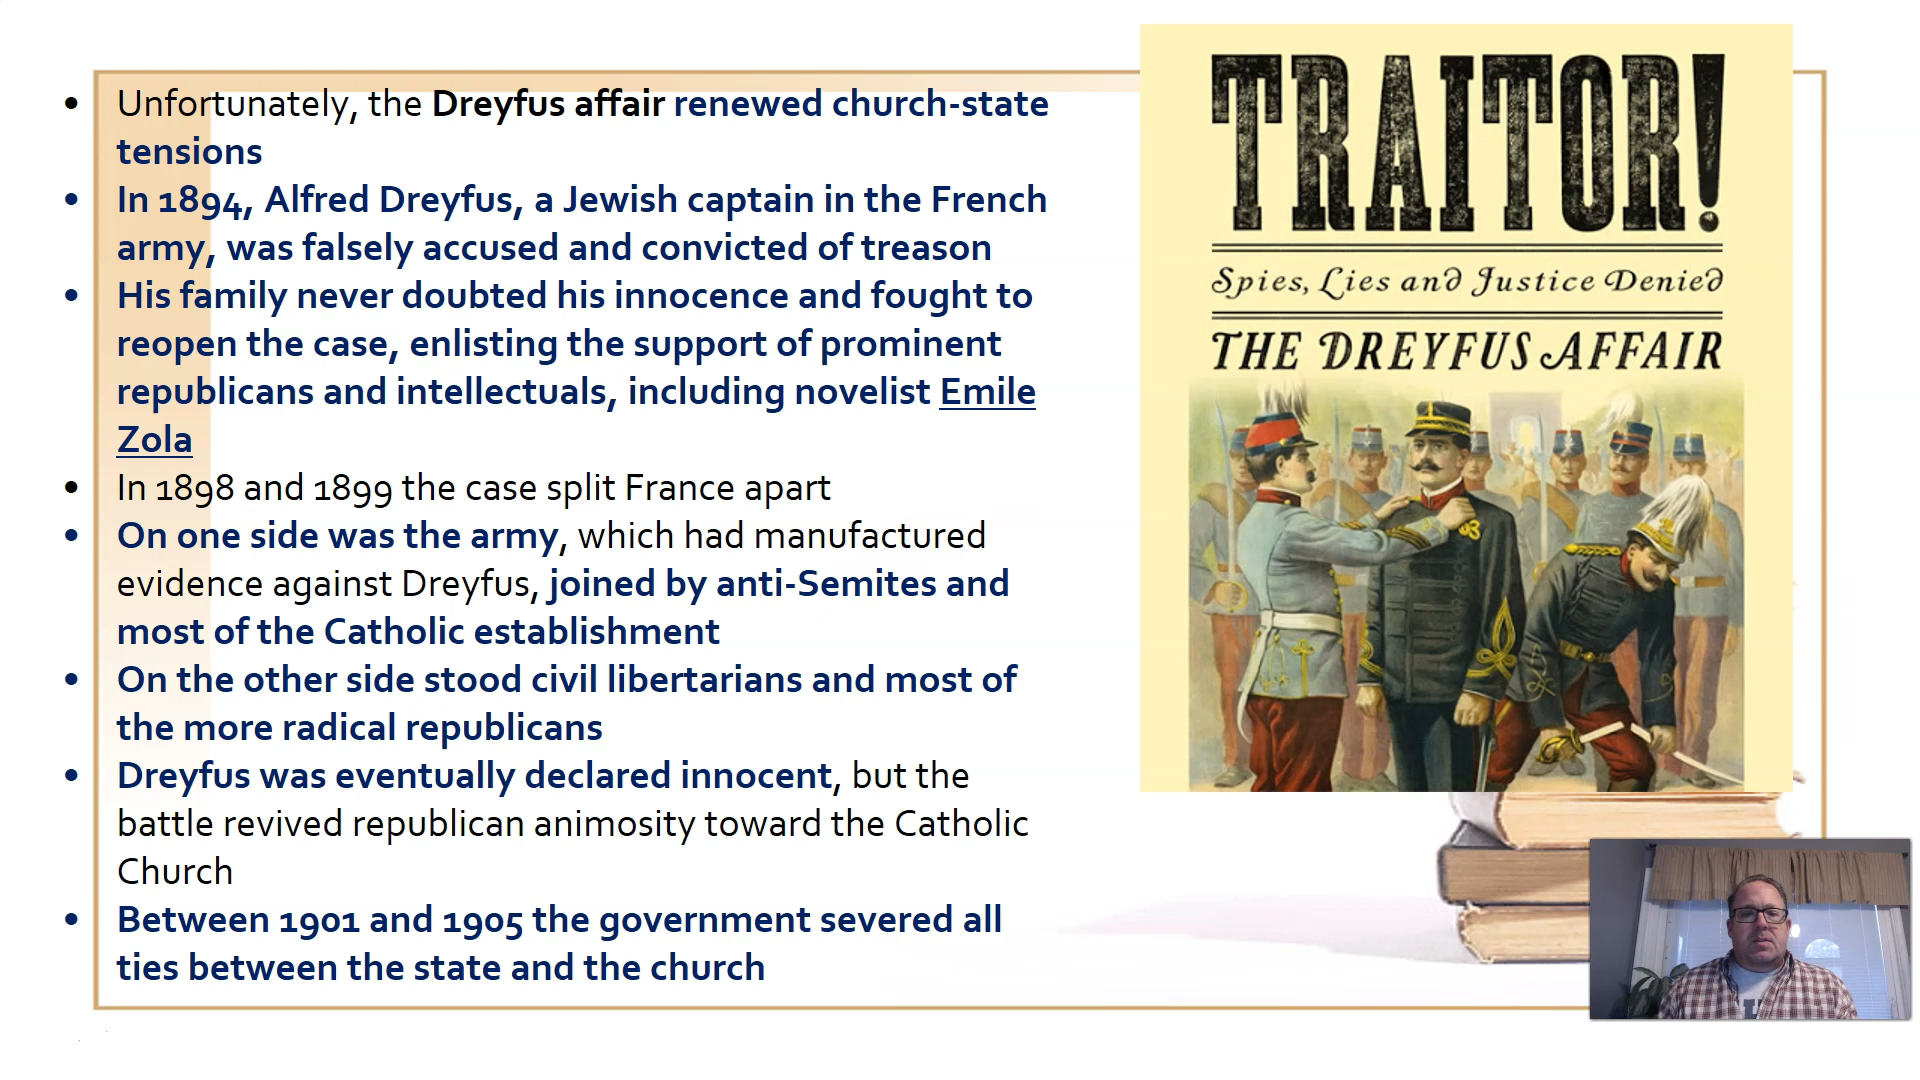 • Unfortunately, the Dreyfus affair renewed church-state
tensions
• In 1894, Alfred Dreyfus, a Jewish captain in the French
army, was falsely accused and convicted of treason
• His family never doubted his innocence and fought to
reopen the case, enlisting the support of prominent
republicans and intellectuals, including novelist Emile
Zola
• In 1898 and 1899 the case split France apart
• On one side was the army, which had manufactured
evidence against Dreyfus, joined by anti-Semites and
most of the Catholic establishment
• On the other side stood civil libertarians and most of
the more radical republicans
• Dreyfus was eventually declared innocent, but the
battle revived republican animosity toward the Catholic
Church
• Between 1901 and 1905 the government severed all
ties between the state and the church
TRAITOR!
Spies, Lies and Justice Denied
THE DREYFUS AFFAIR